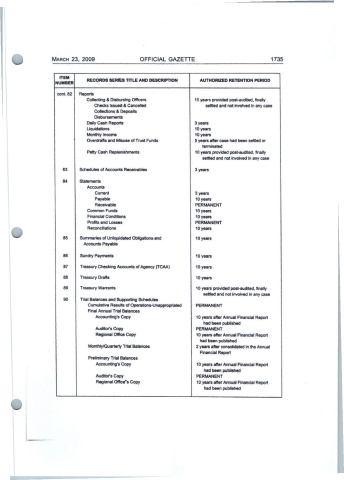 MARCH 23, 2009 OFFICIAL GAZETTE 1735
ITEM NUMBER RECORDS SERIES TITLE AND DESCRIPTION AUTHORIZED RETENTION PERIOD
cont. 82 Reports
Collecting & Disbursing Officers 10 years provided post-audited, finally
Checks Issued & Cancelled settled and not involved in any case
Collections & Deposits
Disbursements
Daily Cash Reports 3 years
Liquidations 10 years
Monthly Income 10 years
Overdrafts and Misuse of Trust Funds 5 years after case had been settled or
terminated
Petty Cash Replenishments 10 years provided post-audited, finally
settled and not involved in any case
83 Schedules of Accounts Receivables 3 years
84 Statements
Accounts
Current 3 years
Payable 10 years
Receivable PERMANENT
Common Funds 10 years
Financial Conditions 10 years
Profits and Losses PERMANENT
Reconciliations 10 years
85 Summaries of Unliquidated Obligations and 10 years
Accounts Payable
86 Sundry Payments 10 years
87 Treasury Checking Accounts of Agency (TCAA) 10 years
88 Treasury Drafts 10 years
89 Treasury Warrants 10 years provided post-audited, finally
settled and not involved in any case
90 Trial Balances and Supporting Schedules
Cumulative Results of Operations-Unappropriated PERMANENT
Final Annual Trial Balances
Accounting's Copy 10 years after Annual Financial Report
had been published
Auditor's Copy PERMANENT
Regional Office Copy 10 years after Annual Financial Report
had been published
Monthly/Quarterly Trial Balances 2 years after consolidated in the Annual
Financial Report
Preliminary Trial Balances
Accounting's Copy 10 years after Annual Financial Report
had been published
Auditor's Copy PERMANENT
Regional Office's Copy 10 years after Annual Financial Report
had been published